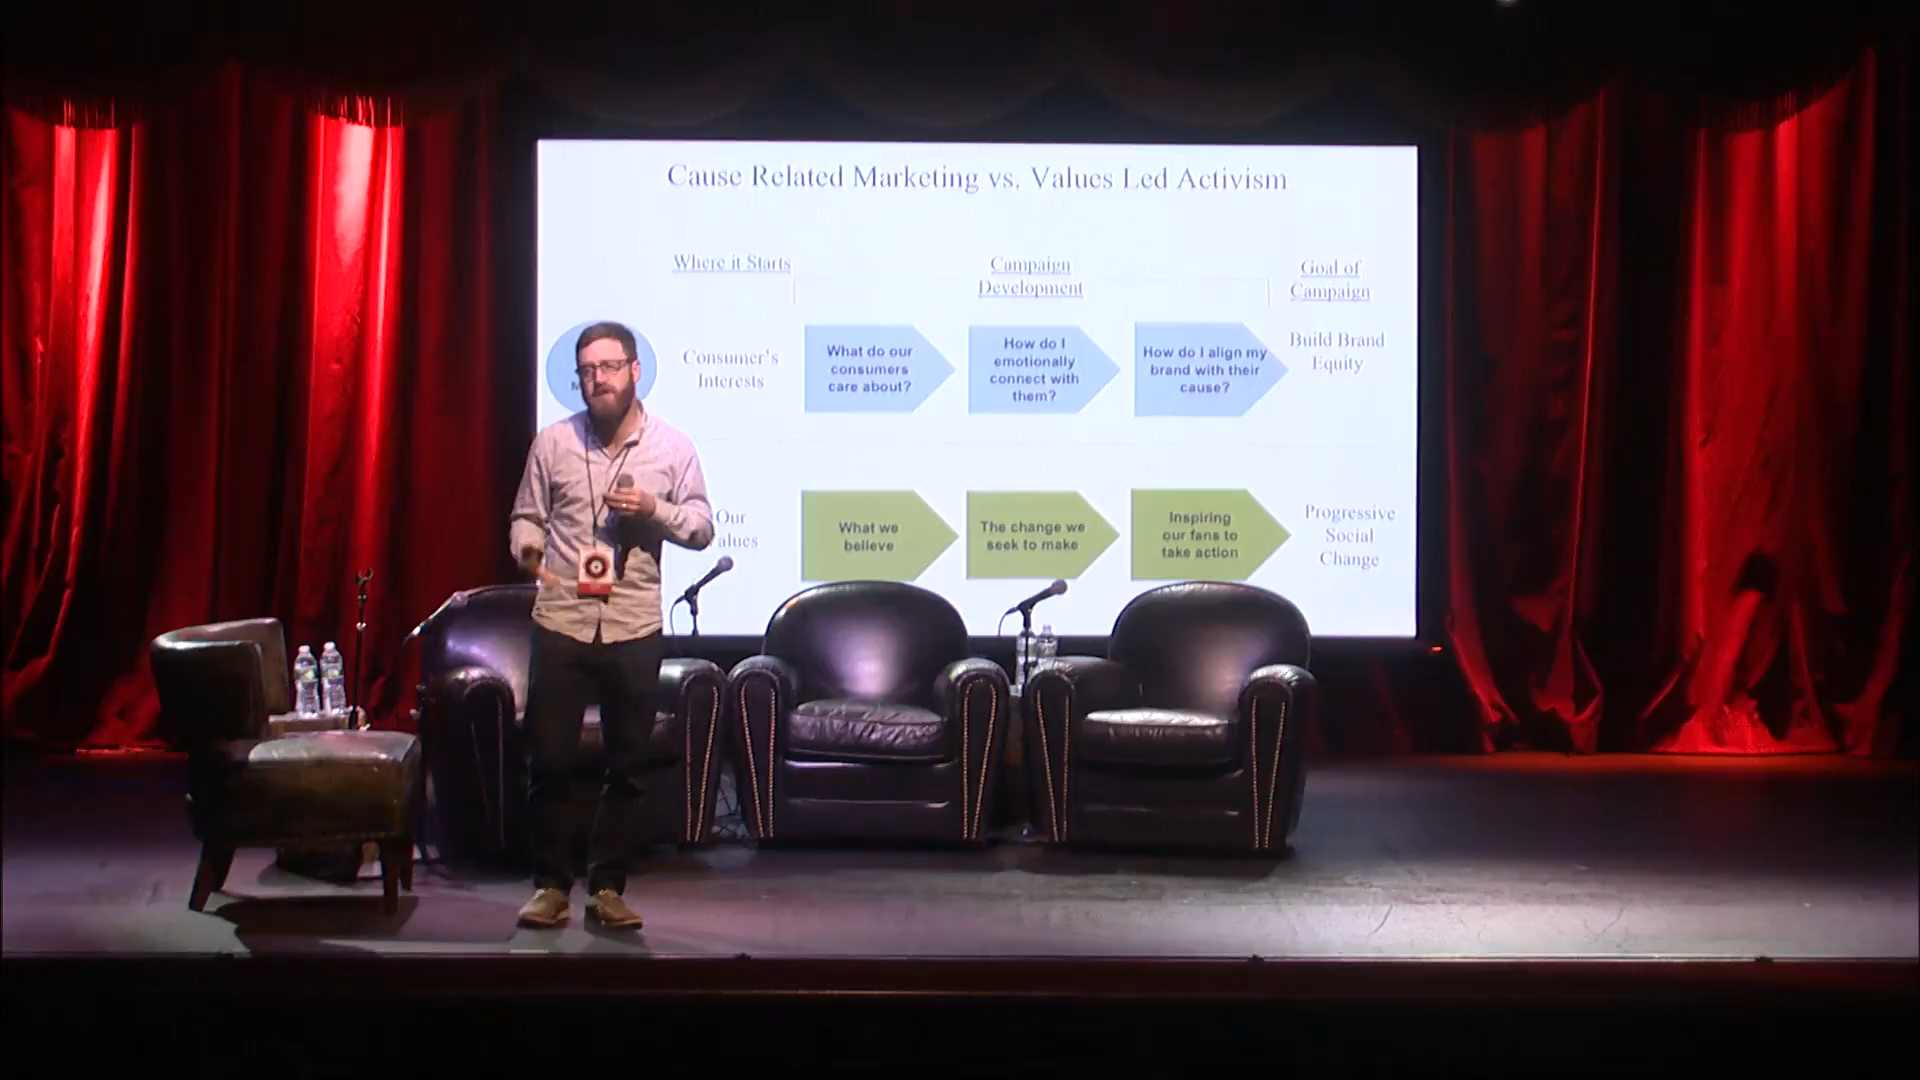 Cause Related Marketing vs. Values Led Activism
Where it Starts
Campaign
Development
Goal of
Campaign
Consumer's
Interests
What do our
consumers
care about?
How do I
emotionally
connect with
them?
How do I align my
brand with their
cause?
Build Brand
Equity
Our
What we
believe
The change we
seek to make
Inspiring
our fans to
take action
Progressive
Social
Change